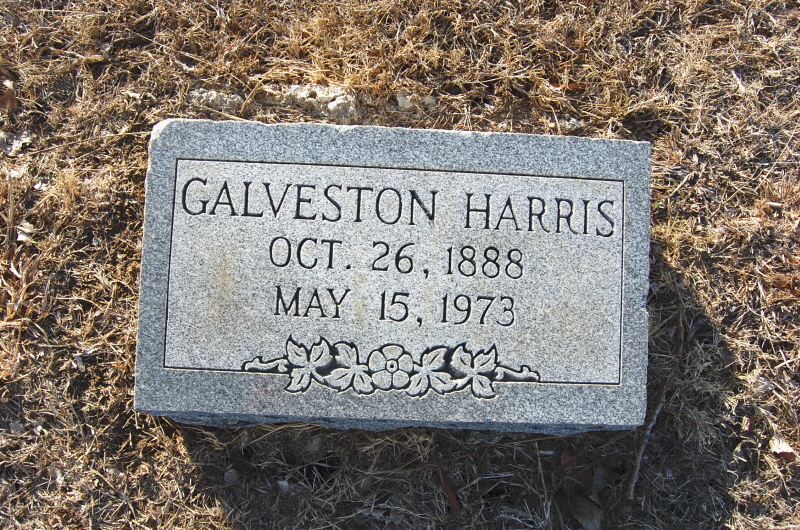 GALVESTON HARRIS
OCT. 26, 1888
MAY 15, 1973